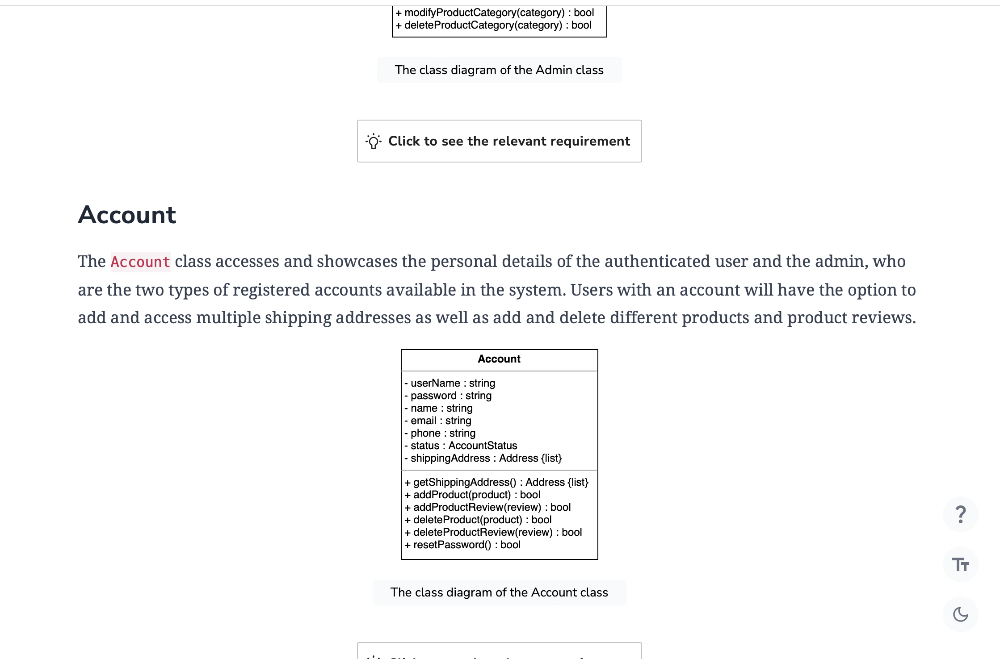 + modifyProductCategory(category) : bool
+ deleteProductCategory(category) : bool
The class diagram of the Admin class
Click to see the relevant requirement
Account
The Account class accesses and showcases the personal details of the authenticated user and the admin, who
are the two types of registered accounts available in the system. Users with an account will have the option to
add and access multiple shipping addresses as well as add and delete different products and product reviews.
Account
- userName : string
- password : string
- name : string
- email : string
- phone : string
- status : AccountStatus
- shippingAddress : Address {list}
+ getShippingAddress() : Address {list}
+ addProduct(product) : bool
+ addProductReview(review) : bool
+ deleteProduct(product) : bool
+ deleteProductReview(review) : bool
+ resetPassword() : bool
?
Tт
The class diagram of the Account class